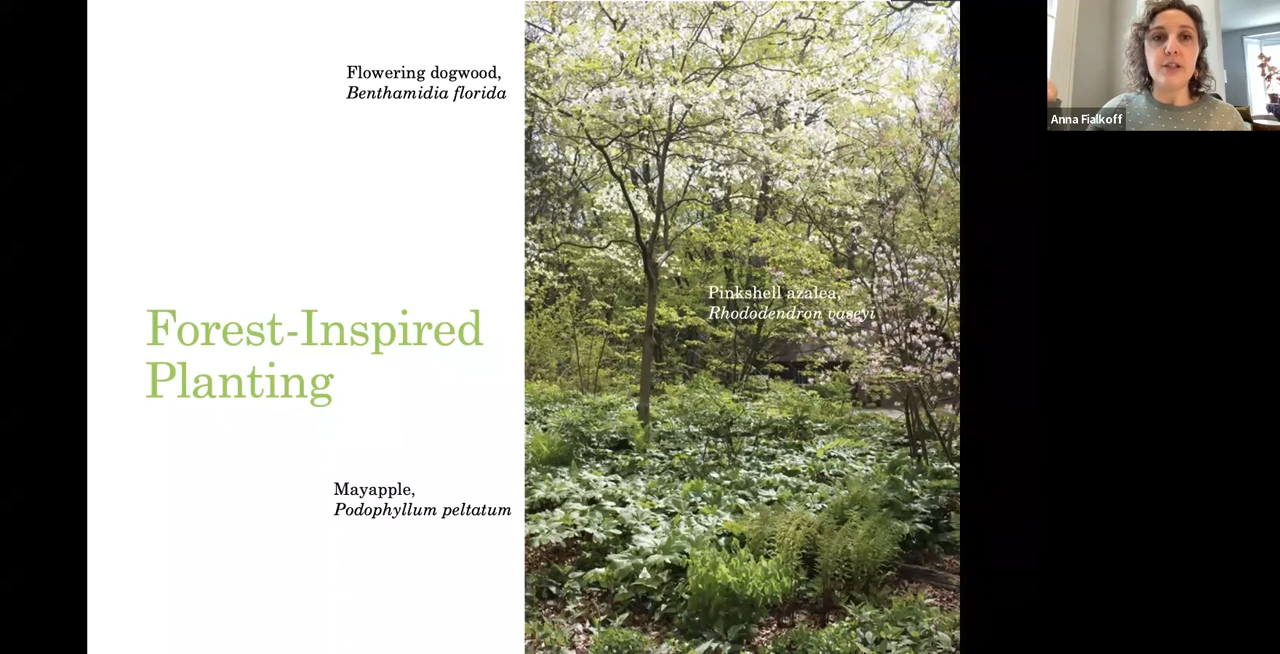 Flowering dogwood,
Benthamidia florida
Anna Fialkoff
Pinkshell azalea,
Rhododendron vaseyi
Forest-Inspired
Planting
Mayapple,
Podophyllum peltatum